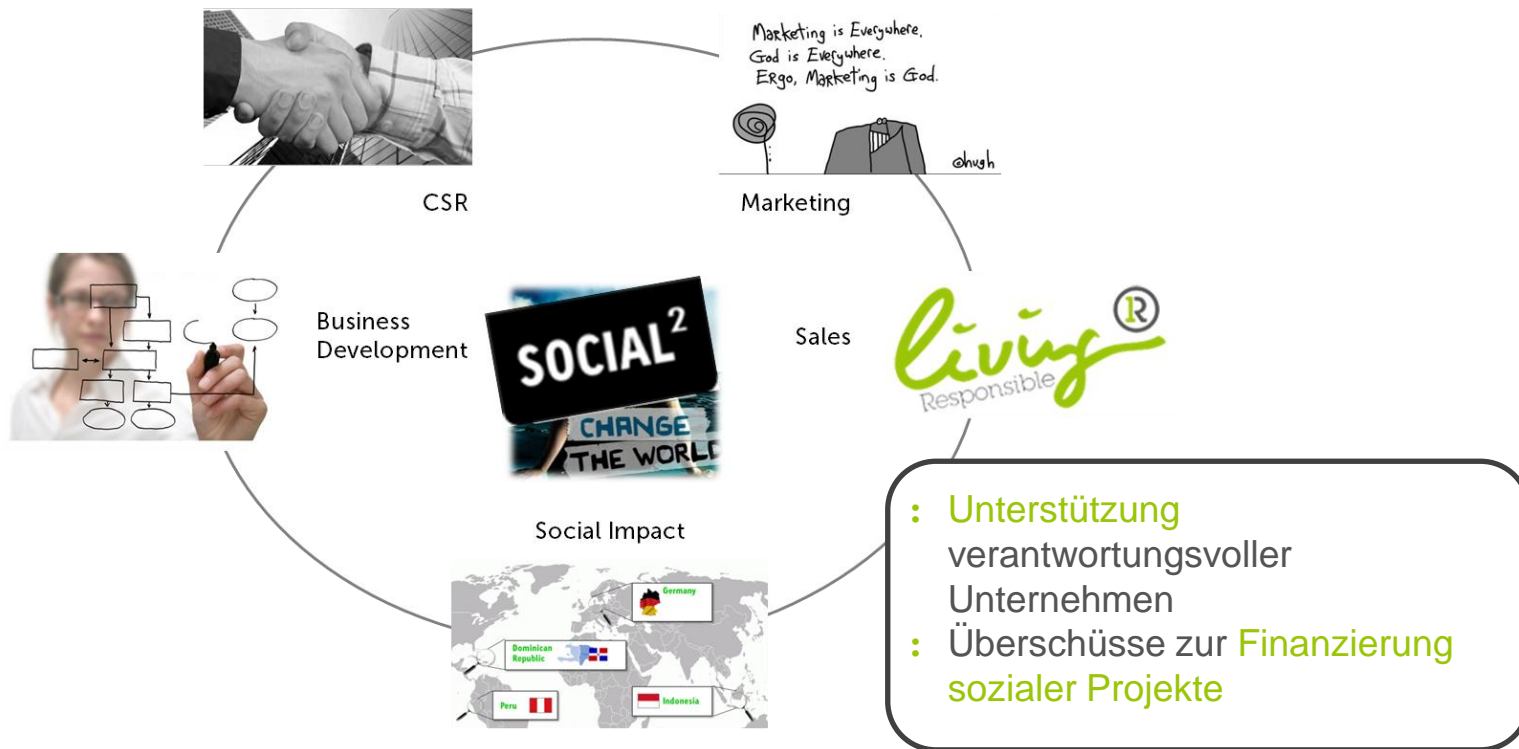 Marketing is Everywhere,
God is Everywhere.
Ergo, Marketing is God.
©hugh
CSR
Marketing
Business
Development
SOCIAL²
CHANGE
THE WORLD
Sales
living
R
Responsible
Social Impact
Germany
Dominican
Republic
Peru
Indonesia
: Unterstützung
verantwortungsvoller
Unternehmen
: Überschüsse zur Finanzierung
sozialer Projekte